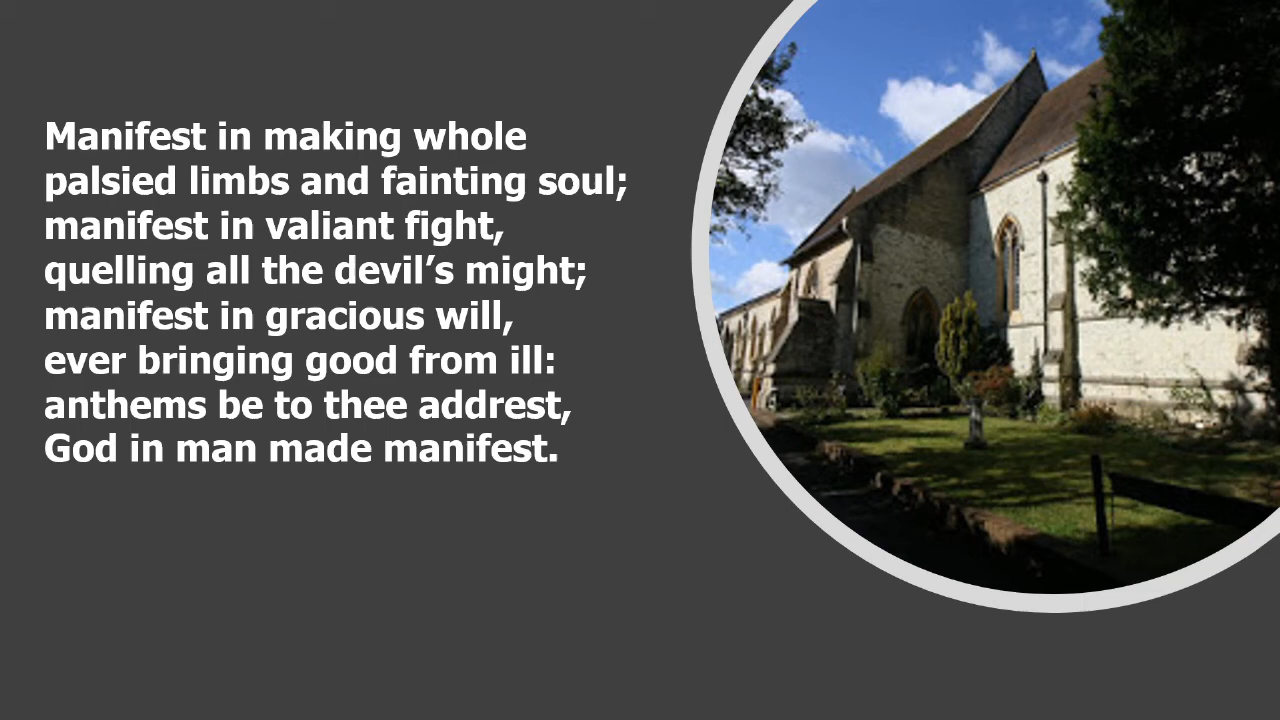 Manifest in making whole
palsied limbs and fainting soul;
manifest in valiant fight,
quelling all the devil’s might;
manifest in gracious will,
ever bringing good from ill:
anthems be to thee addrest,
God in man made manifest.